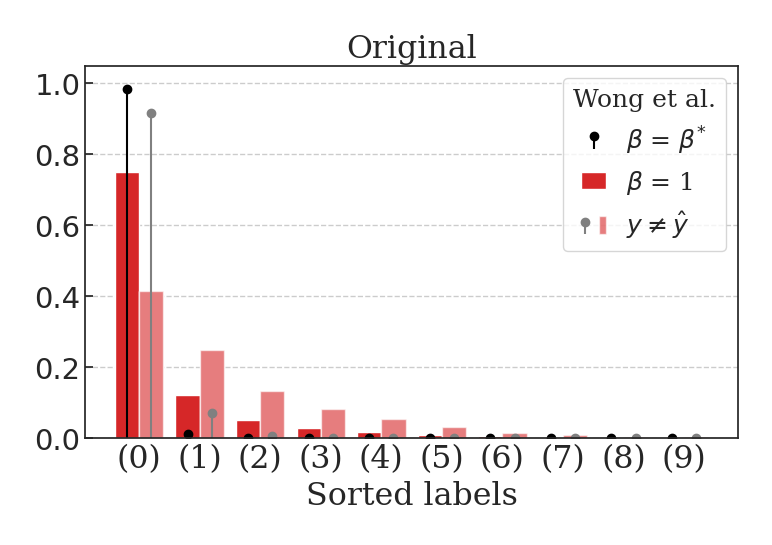 Original
1.0
0.8
0.6
0.4
0.2
0.0
Wong et al.
β = β*
β = 1
y ≠ ŷ
(0) (1) (2) (3) (4) (5) (6) (7) (8) (9)
Sorted labels